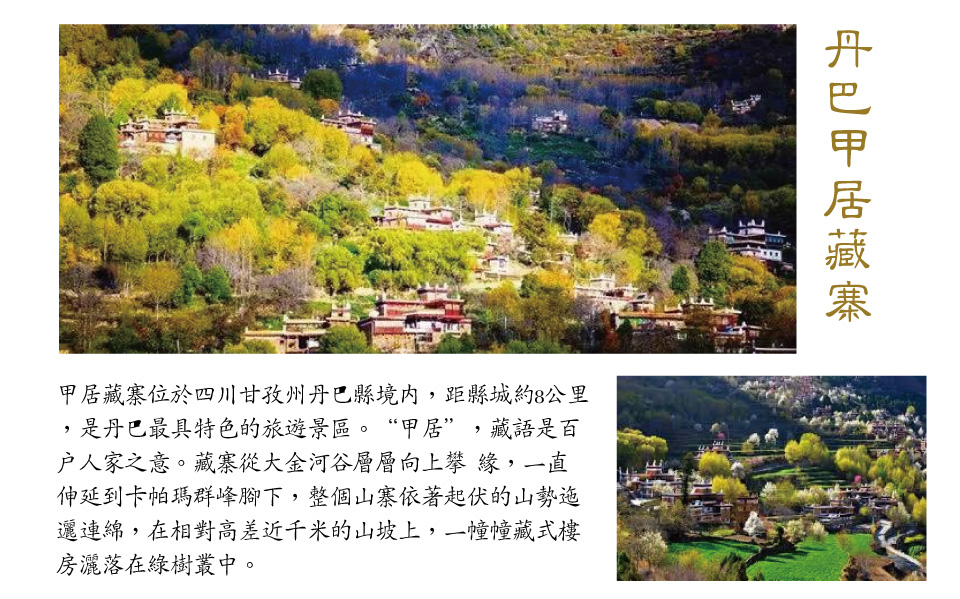 丹巴甲居藏寨
甲居藏寨位於四川甘孜州丹巴縣境内，距縣城約8公里
，是丹巴最具特色的旅遊景區。“甲居”，藏語是百
户人家之意。藏寨從大金河谷層層向上攀 緣，一直
伸延到卡帕瑪群峰腳下，整個山寨依著起伏的山勢迤
邐連綿，在相對高差近千米的山坡上，一幢幢藏式樓
房灑落在綠樹叢中。